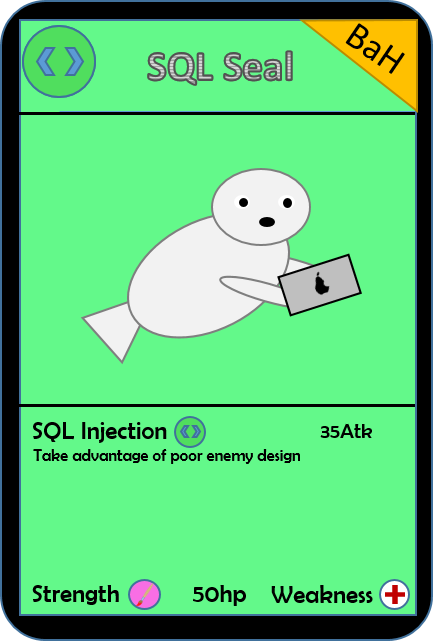 SQL Seal
BaH
SQL Injection 35Atk
Take advantage of poor enemy design
Strength 50hp Weakness